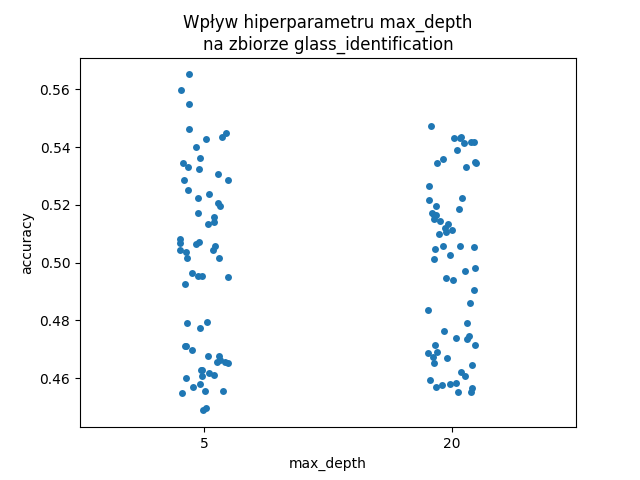 Wpływ hiperparametru max_depth
na zbiorze glass_identification
0.56
0.54
0.52
0.50
0.48
0.46
accuracy
5
20
max_depth